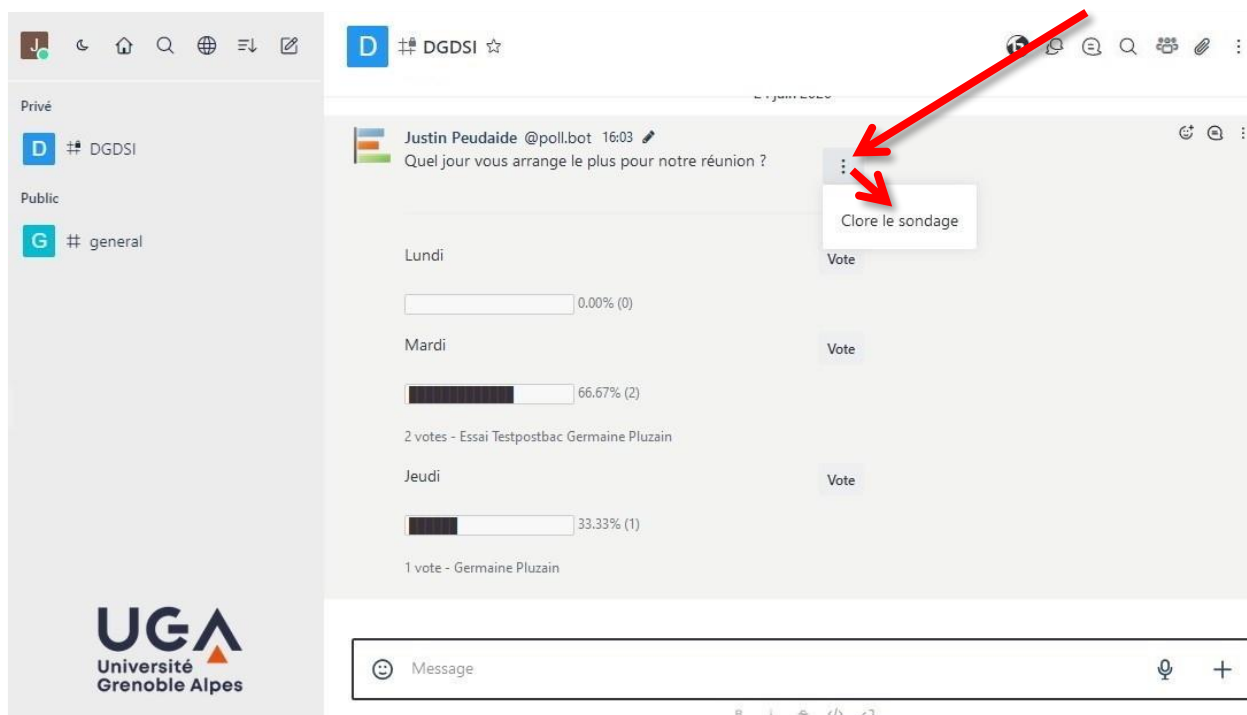 J
D
DGDSI
Privé
D
DGDSI
Public
G
general
Justin Peudaide @poll.bot 16:03
Quel jour vous arrange le plus pour notre réunion ?
Clore le sondage
Lundi
Vote
0.00% (0)
Mardi
Vote
66.67% (2)
2 votes - Essai Testpostbac Germaine Pluzain
Jeudi
Vote
33.33% (1)
1 vote - Germaine Pluzain
UGA
Université
Grenoble Alpes
Message